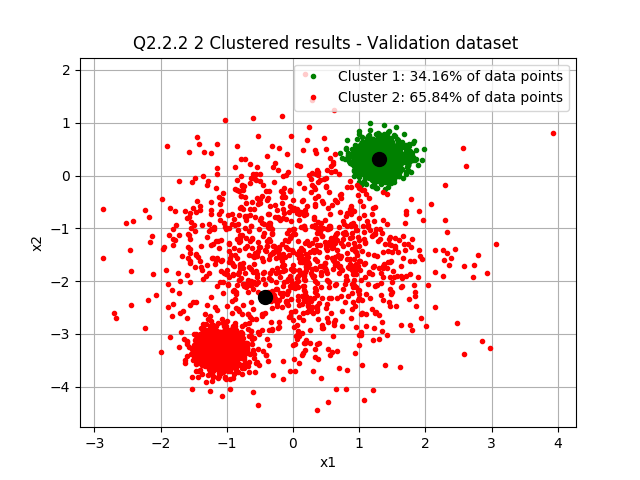 Q2.2.2 2 Clustered results - Validation dataset
Cluster 1: 34.16% of data points
Cluster 2: 65.84% of data points
2
1
0
−1
−2
−3
−4
x2
−3 −2 −1 0 1 2 3 4
x1